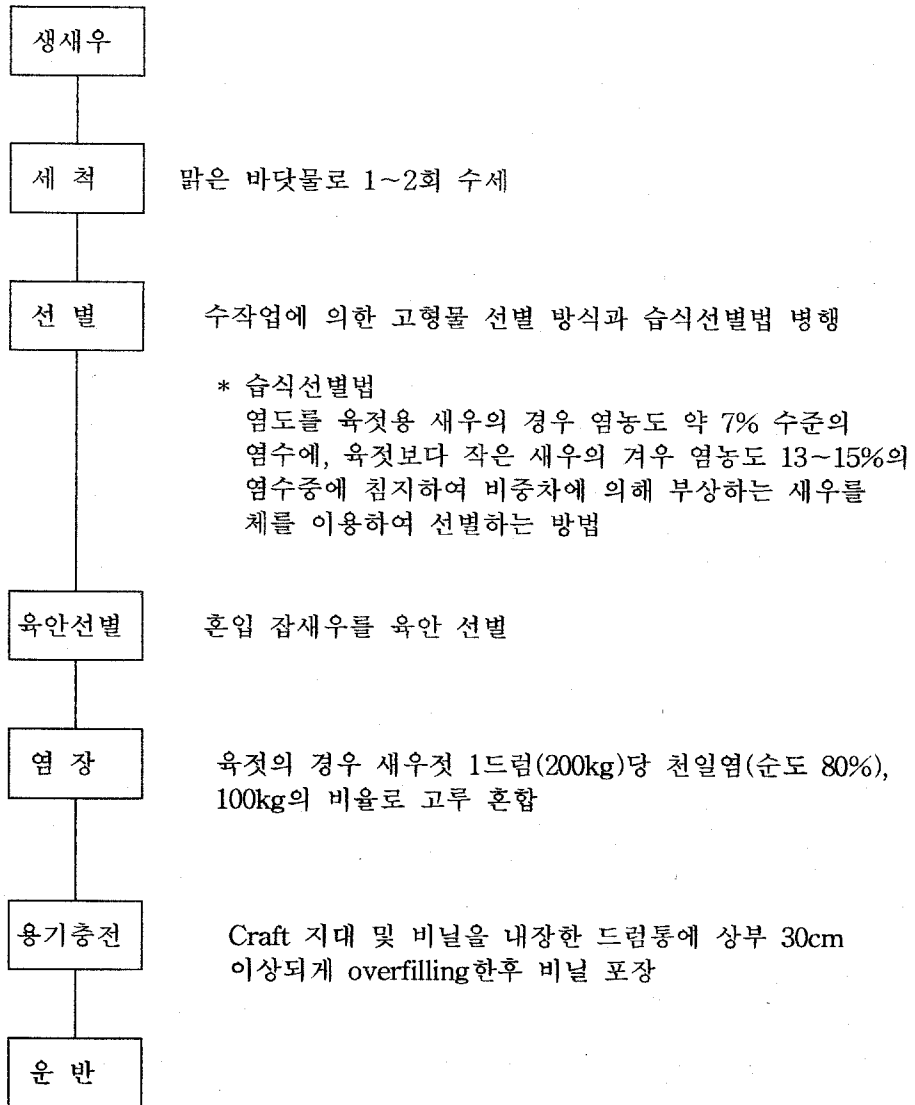 생새우
세 척
맑은 바닷물로 1~2회 수세
선 별
수작업에 의한 고형물 선별 방식과 습식선별법 병행
* 습식선별법
염도를 육젓용 새우의 경우 염농도 약 7% 수준의
염수에, 육젓보다 작은 새우의 겨우 염농도 13~15%의
염수중에 침지하여 비중차에 의해 부상하는 새우를
체를 이용하여 선별하는 방법
육안선별
혼입 잡새우를 육안 선별
염 장
육젓의 경우 새우젓 1드럼(200kg)당 천일염(순도 80%),
100kg의 비율로 고루 혼합
용기충전
Craft 지대 및 비닐을 내장한 드럼통에 상부 30cm
이상되게 overfilling한후 비닐 포장
운 반